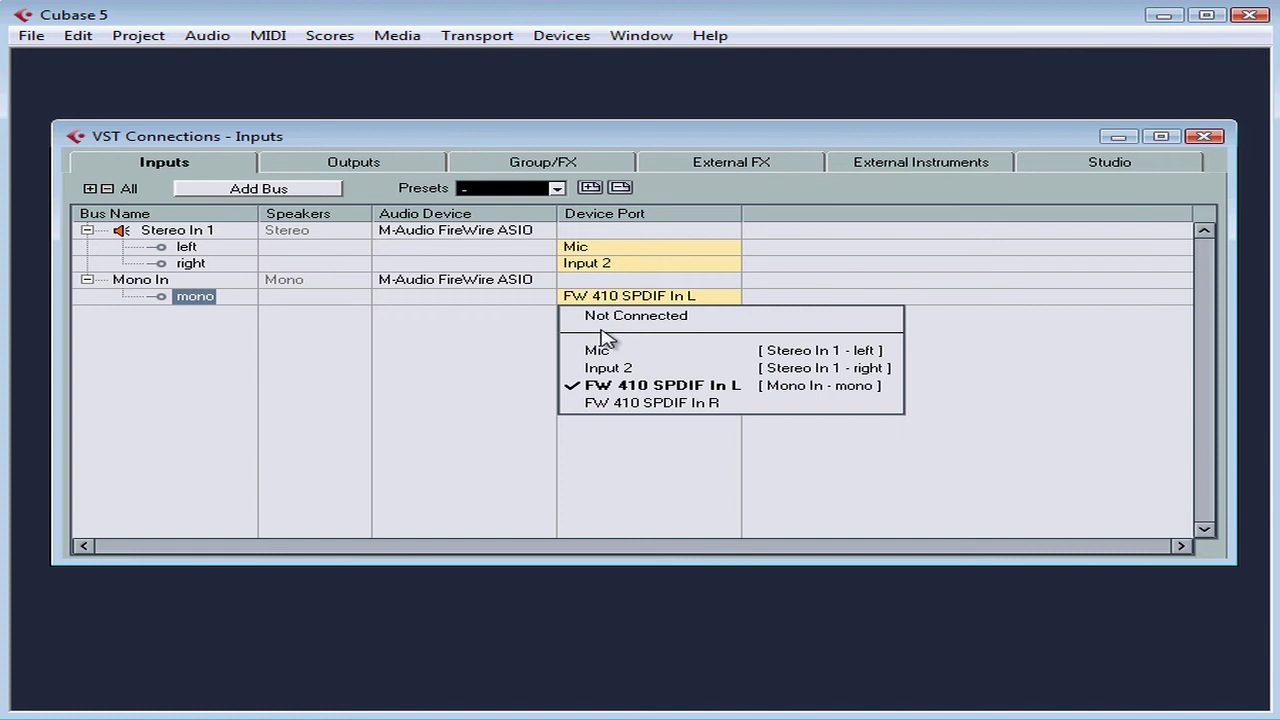 Cubase 5
File Edit Project Audio MIDI Scores Media Transport Devices Window Help
VST Connections - Inputs
Inputs Outputs Group/FX External FX External Instruments Studio
All Add Bus Presets -
Bus Name Speakers Audio Device Device Port
Stereo In 1 Stereo M-Audio FireWire ASIO
left Mic
right Input 2
Mono In Mono M-Audio FireWire ASIO
mono FW 410 SPDIF In L
Not Connected
Mic [ Stereo In 1 - left ]
Input 2 [ Stereo In 1 - right ]
FW 410 SPDIF In L [ Mono In - mono ]
FW 410 SPDIF In R